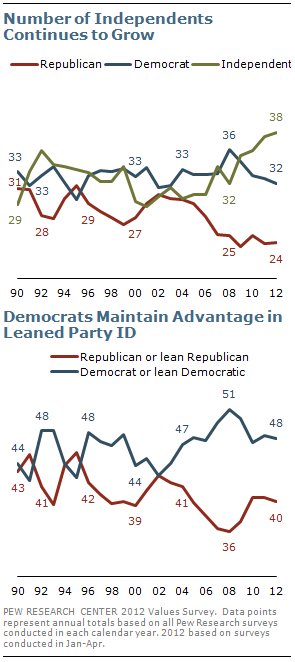 Number of Independents
Continues to Grow
Republican Democrat Independent
33 31 29 33 28 29 33 27 33 36 32 25 38 32 24
90 92 94 96 98 00 02 04 06 08 10 12
Democrats Maintain Advantage in
Leaned Party ID
Republican or lean Republican
Democrat or lean Democratic
44 43 48 41 48 42 44 39 47 41 51 36 48 40
90 92 94 96 98 00 02 04 06 08 10 12
PEW RESEARCH CENTER 2012 Values Survey. Data points
represent annual totals based on all Pew Research surveys
conducted in each calendar year. 2012 based on surveys
conducted in Jan-Apr.